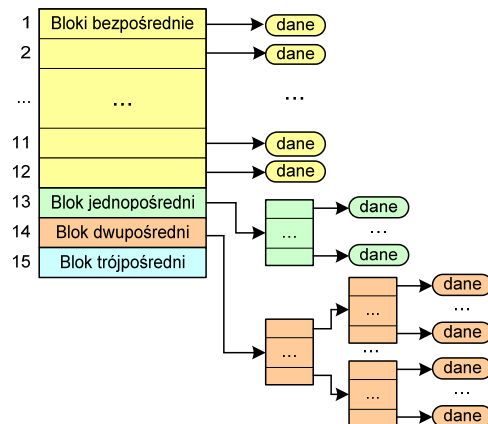 1 Bloki bezpośrednie dane
2 dane
... ... ...
11 dane
12 dane
13 Blok jednopośredni dane
... ...
14 Blok dwupośredni dane
15 Blok trójpośredni
dane
... ...
dane
... ...
dane
... ...
dane